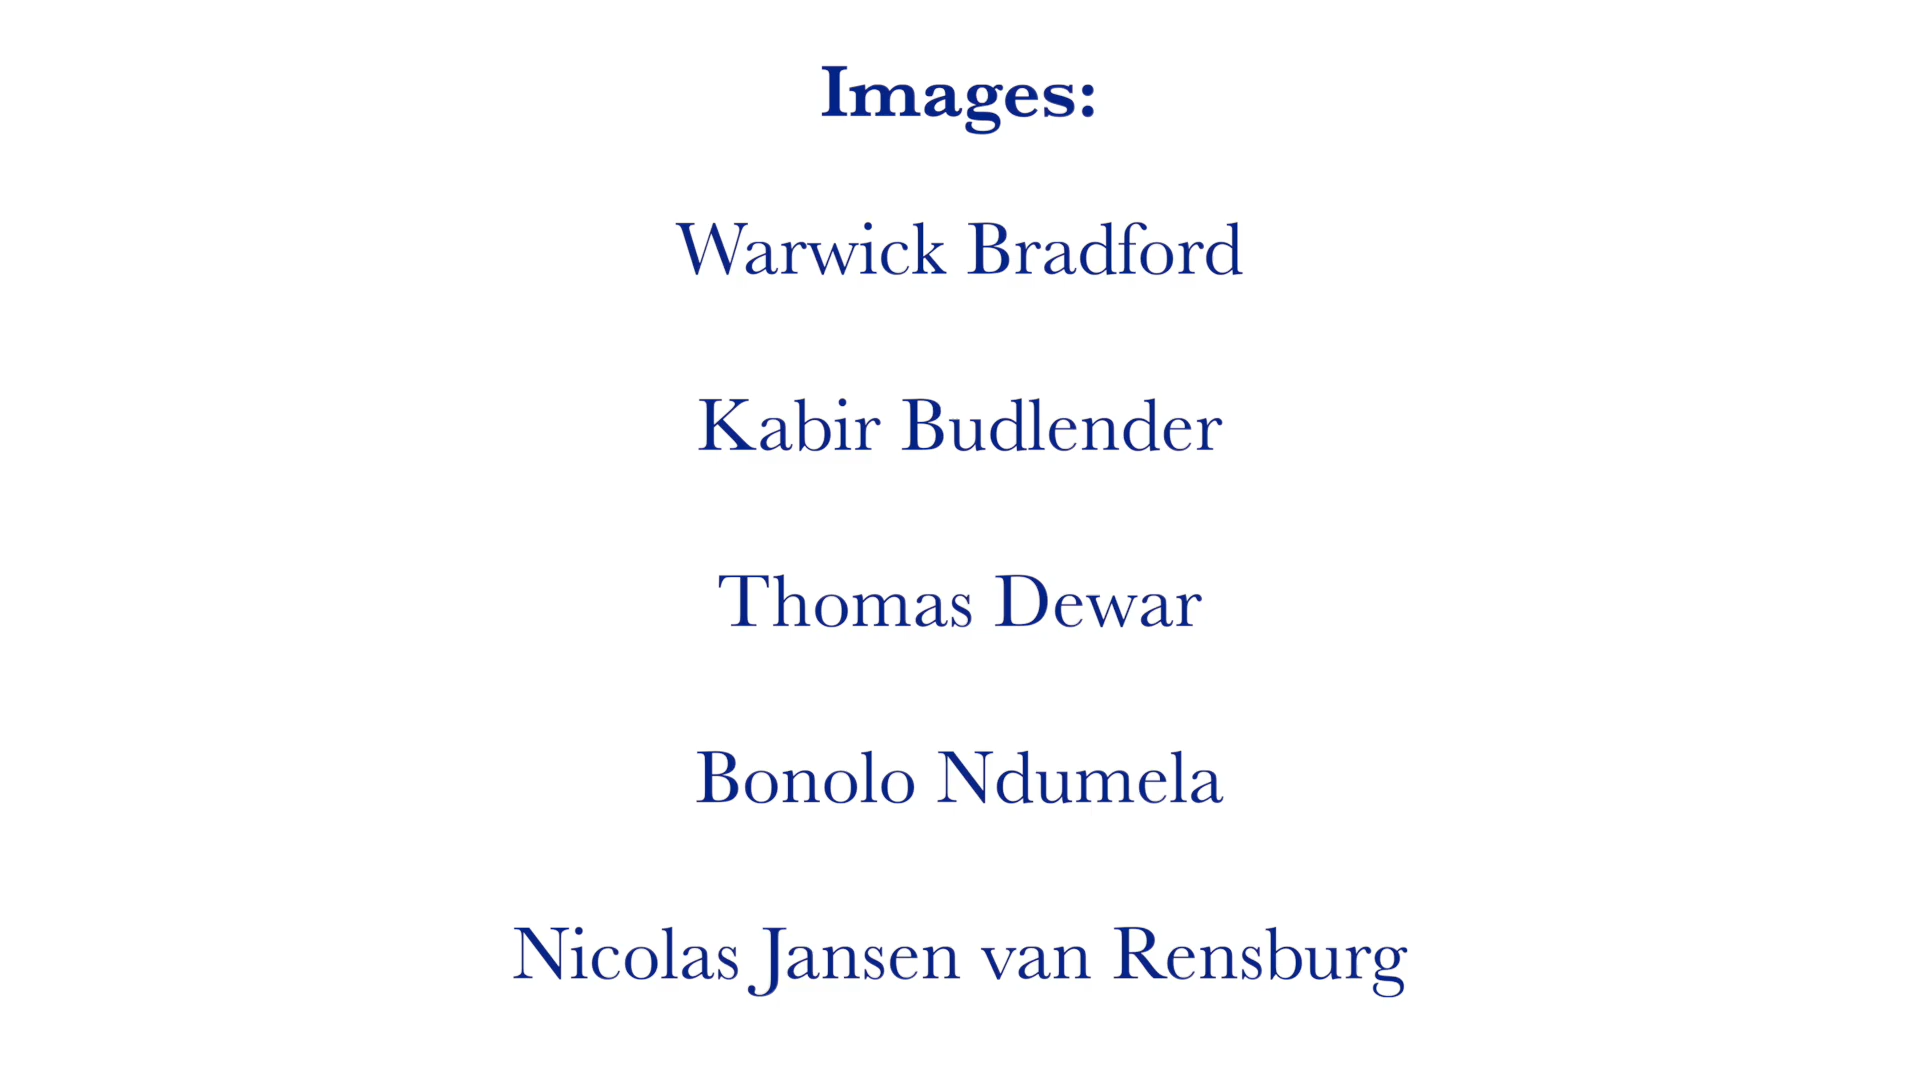 Images:
Warwick Bradford
Kabir Budlender
Thomas Dewar
Bonolo Ndumela
Nicolas Jansen van Rensburg